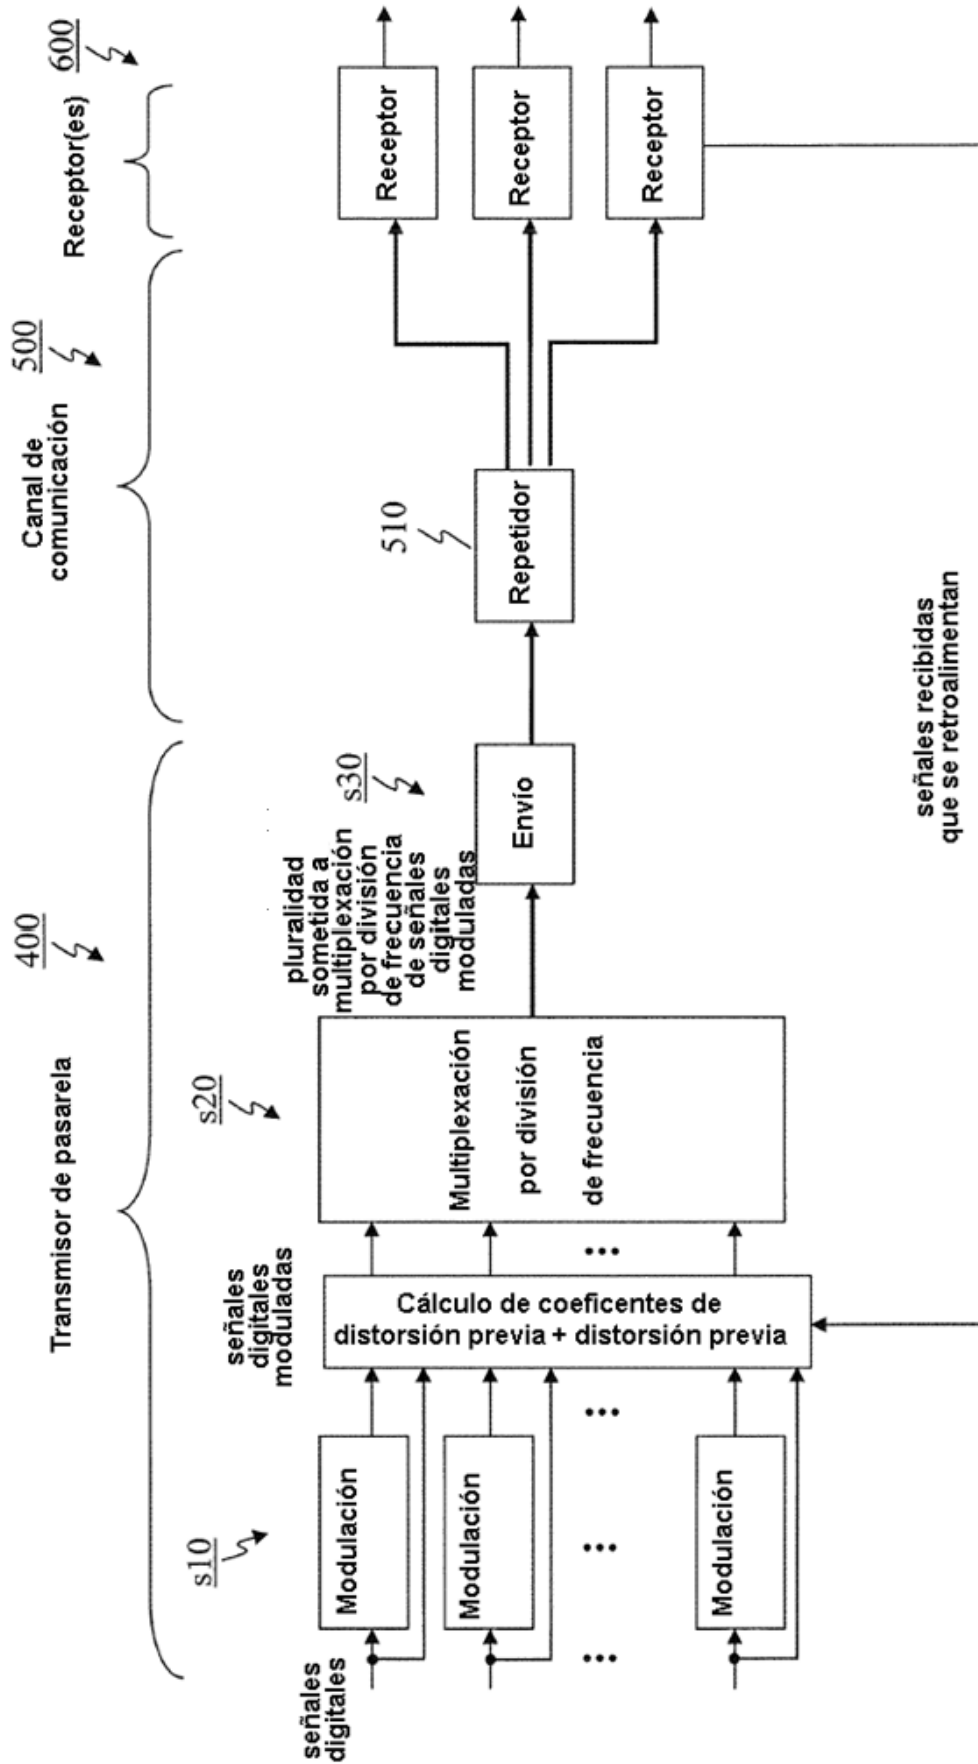 400
Transmisor de pasarela
500
Canal de
comunicación
600
Receptor(es)
s10
señales
digitales
Modulación
Modulación
Modulación
...
...
...
señales
digitales
moduladas
Cálculo de coeficentes de
distorsión previa + distorsión previa
...
s20
Multiplexación
por división
de frecuencia
pluralidad
sometida a
multiplexación
por división
de frecuencia
de señales
digitales
moduladas
s30
Envío
510
Repetidor
Receptor
Receptor
Receptor
señales recibidas
que se retroalimentan